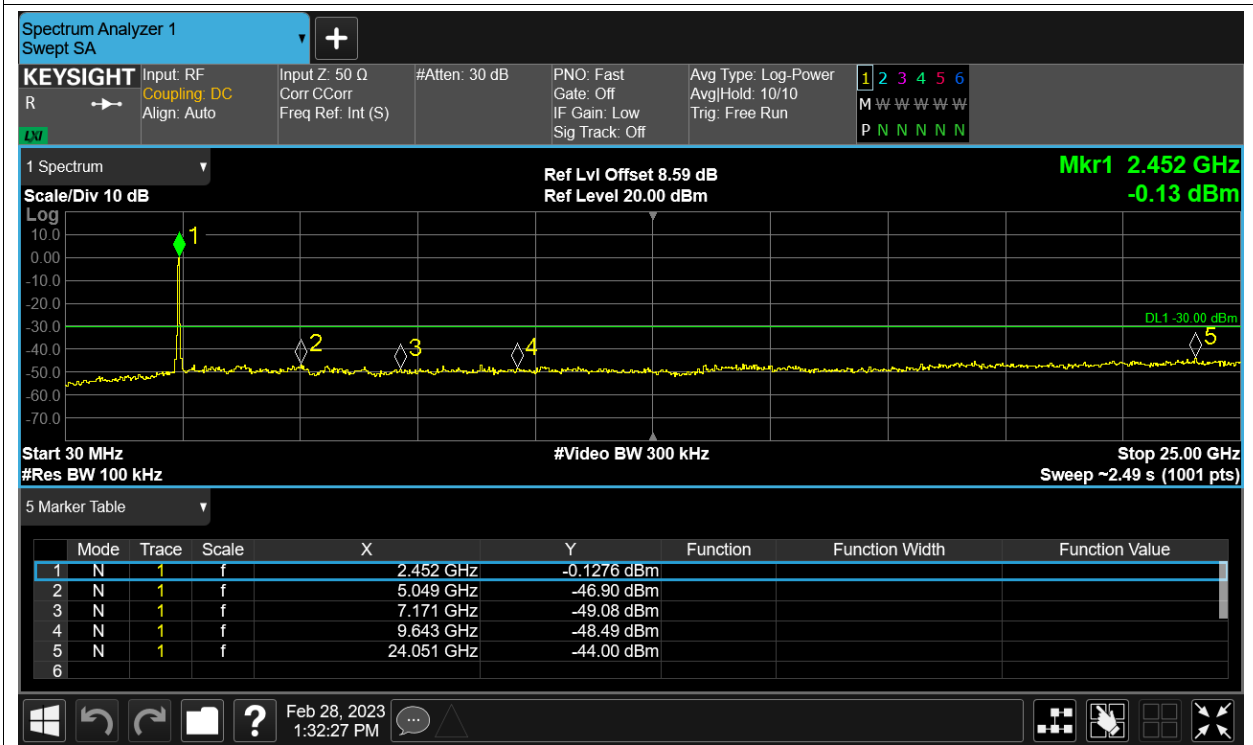 Spectrum Analyzer 1
Swept SA
KEYSIGHT Input: RF Input Z: 50 Ω #Atten: 30 dB PNO: Fast Avg Type: Log-Power 1 2 3 4 5 6
R Coupling: DC Corr CCorr Gate: Off Avg|Hold: 10/10 M W W W W W
Align: Auto Freq Ref: Int (S) IF Gain: Low Trig: Free Run
LXI Sig Track: Off P N N N N N
1 Spectrum Ref Lvl Offset 8.59 dB Mkr1 2.452 GHz
Scale/Div 10 dB Ref Level 20.00 dBm -0.13 dBm
Log
10.0 1
0.00
-10.0
-20.0
-30.0 DL1 -30.00 dBm
-40.0 2 3 4 5
-50.0
-60.0
-70.0
Start 30 MHz #Video BW 300 kHz Stop 25.00 GHz
#Res BW 100 kHz Sweep ~2.49 s (1001 pts)
5 Marker Table
Mode Trace Scale X Y Function Function Width Function Value
1 N 1 f 2.452 GHz -0.1276 dBm
2 N 1 f 5.049 GHz -46.90 dBm
3 N 1 f 7.171 GHz -49.08 dBm
4 N 1 f 9.643 GHz -48.49 dBm
5 N 1 f 24.051 GHz -44.00 dBm
6
? Feb 28, 2023
1:32:27 PM